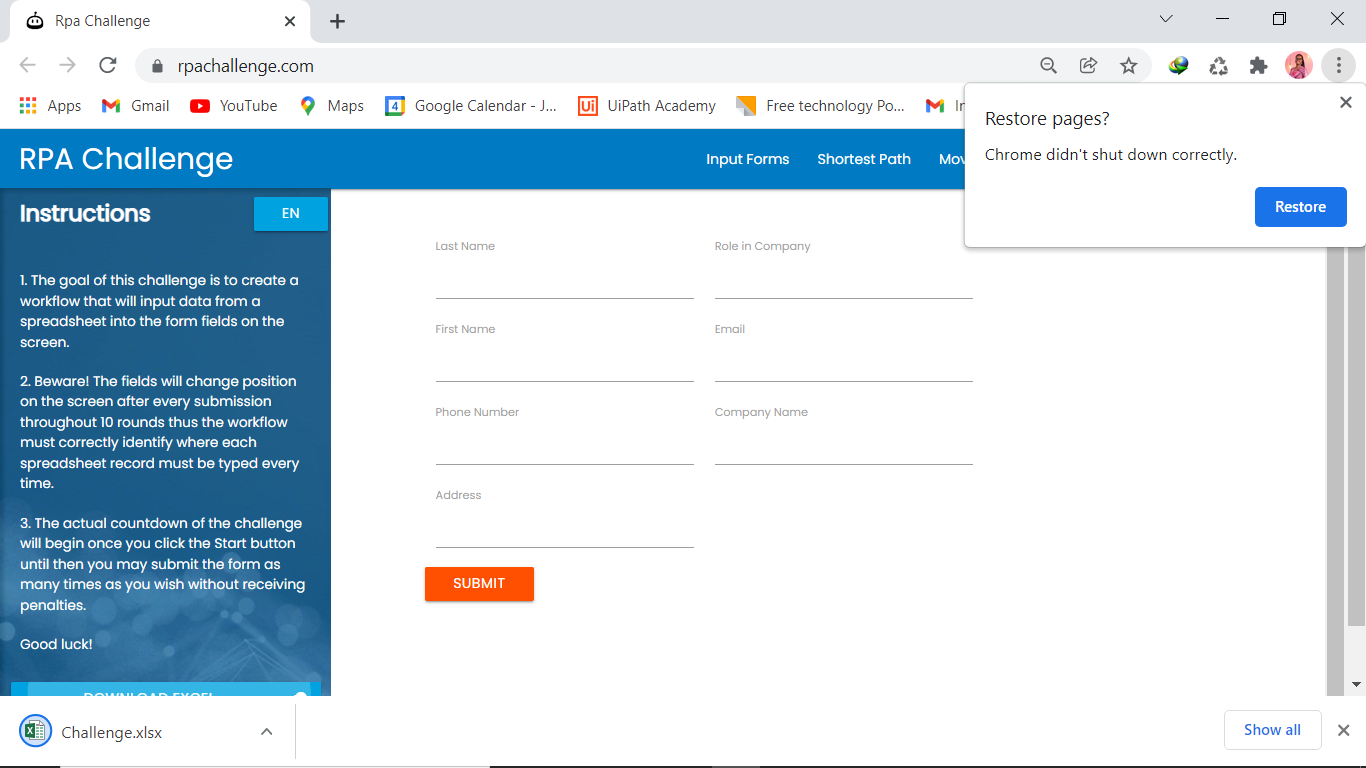 Rpa Challenge
rpachallenge.com
Apps
Gmail
YouTube
Maps
4
Google Calendar - J...
Ui
UiPath Academy
Free technology Po...
Restore pages?
Chrome didn't shut down correctly.
Restore
RPA Challenge
Input Forms
Shortest Path
Instructions
EN
1. The goal of this challenge is to create a
workflow that will input data from a
spreadsheet into the form fields on the
screen.
2. Beware! The fields will change position
on the screen after every submission
throughout 10 rounds thus the workflow
must correctly identify where each
spreadsheet record must be typed every
time.
3. The actual countdown of the challenge
will begin once you click the Start button
until then you may submit the form as
many times as you wish without receiving
penalties.
Good luck!
DOWNLOAD EXCEL
Last Name
Role in Company
First Name
Email
Phone Number
Company Name
Address
SUBMIT
Challenge.xlsx
Show all